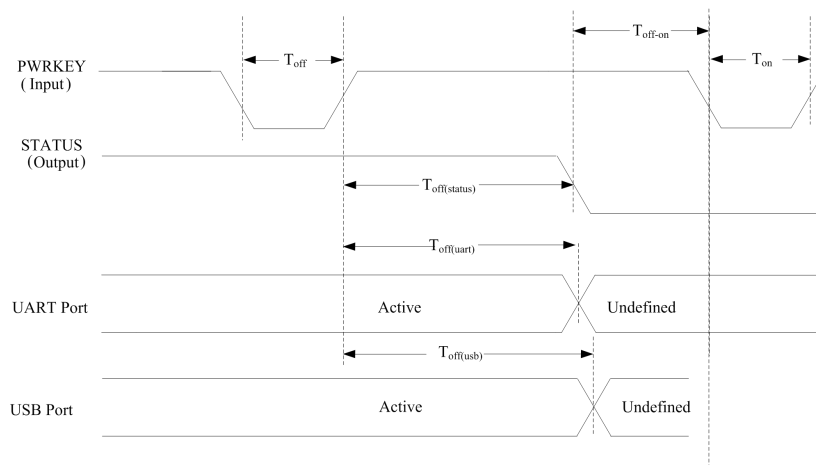 T_off-on
T_off
T_on
PWRKEY
( Input)
STATUS
(Output)
T_off(status)
T_off(uart)
UART Port
Active
Undefined
T_off(usb)
USB Port
Active
Undefined